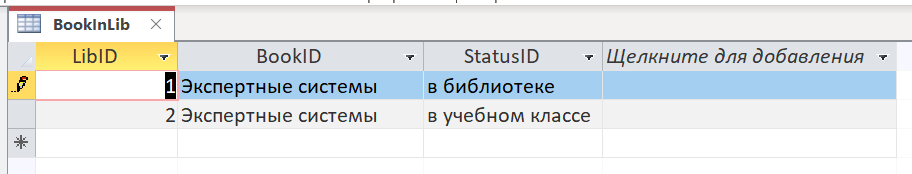 BookInLib
LibID BookID StatusID Щелкните для добавления
1 Экспертные системы в библиотеке
2 Экспертные системы в учебном классе